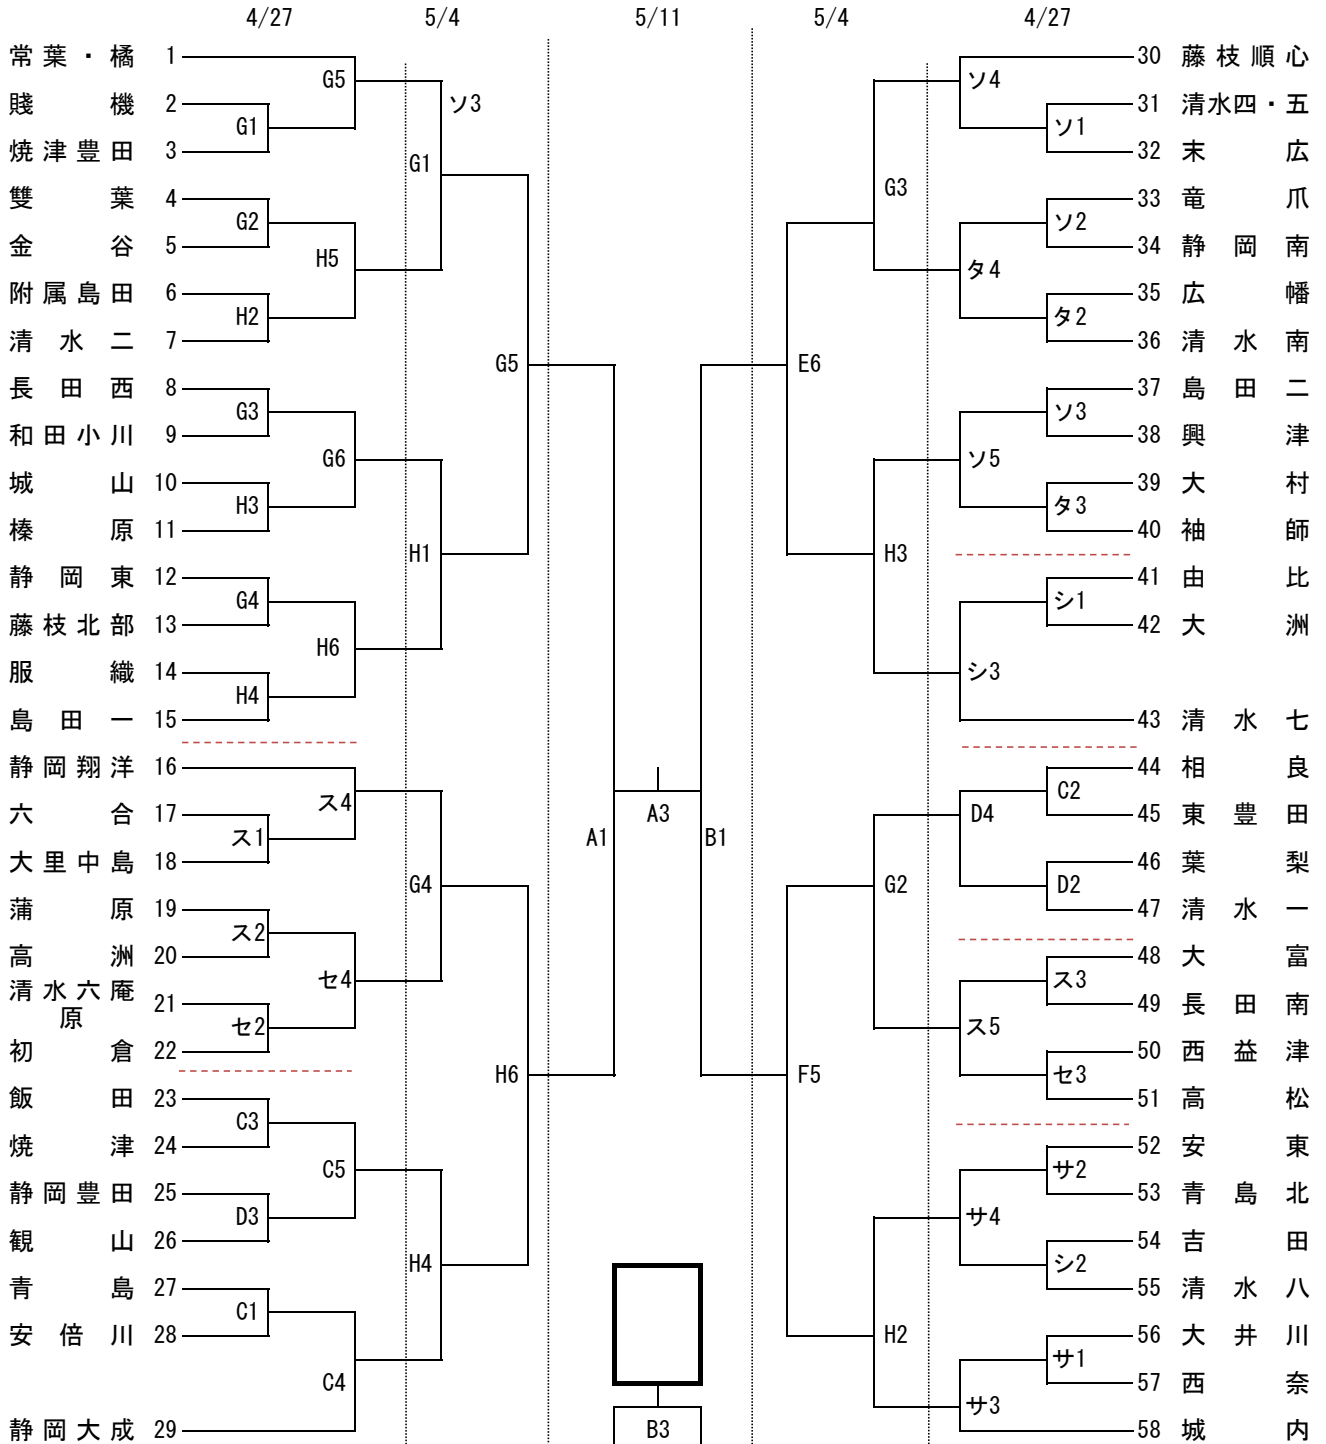 4/27 5/4 5/11 5/4 4/27
常葉・橘 1
賤機 2
焼津豊田 3
雙葉 4
金谷 5
附属島田 6
清水二 7
長田西 8
和田小川 9
城山 10
榛原 11
静岡東 12
藤枝北部 13
服織 14
島田一 15
静岡翔洋 16
六合 17
大里中島 18
蒲原 19
高洲 20
清水六庵
原 21
初倉 22
飯田 23
焼津 24
静岡豊田 25
観山 26
青島 27
安倍川 28
静岡大成 29
G1
G2
H2
G3
H3
G4
H4
ス1
ス2
セ2
C3
D3
C1
G5
H5
G6
H6
ス4
セ4
C5
C4
ソ3
G1
H1
G4
H4
G5
H6
A1
A3
B1
B3
E6
F5
G3
H3
G2
H2
ソ4
タ4
ソ5
シ3
D4
ス5
サ4
サ3
ソ1
ソ2
タ2
ソ3
タ3
シ1
C2
D2
ス3
セ3
サ2
シ2
サ1
30 藤枝順心
31 清水四・五
32 末広
33 竜爪
34 静岡南
35 広幡
36 清水南
37 島田二
38 興津
39 大村
40 袖師
41 由比
42 大洲
43 清水七
44 相良
45 東豊田
46 葉梨
47 清水一
48 大富
49 長田南
50 西益津
51 高松
52 安東
53 青島北
54 吉田
55 清水八
56 大井川
57 西奈
58 城内